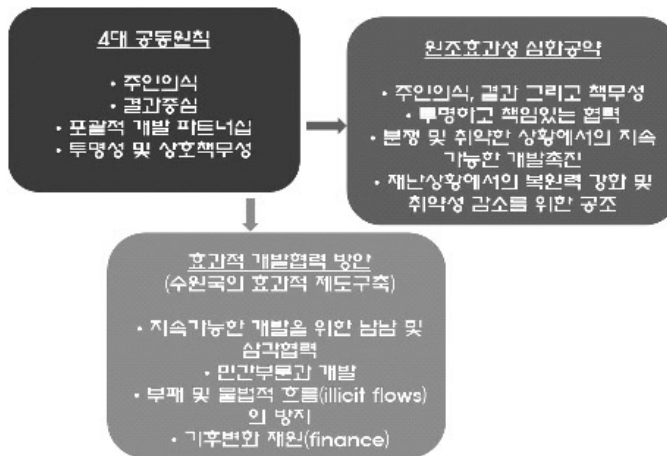 4대 공동원칙
• 주인의식
• 결과중심
• 포괄적 개발 파트너십
• 투명성 및 상호책무성
원조효과성 심화공약
• 주인의식, 결과 그리고 책무성
• 투명하고 책임있는 협력
• 분쟁 및 취약한 상황에서의 지속
가능한 개발촉진
• 재난상황에서의 복원력 강화 및
취약성 감소를 위한 공조
효과적 개발협력 방안
(수원국의 효과적 제도구축)
• 지속가능한 개발을 위한 남남 및
삼각협력
• 민간부문과 개발
• 부패 및 불법적 흐름(illicit flows)
의 방지
• 기후변화 재원(finance)